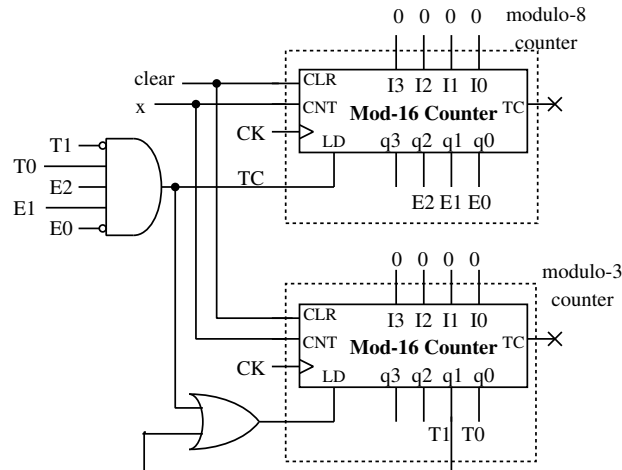 0 0 0 0
modulo-8
counter
clear
CLR
I3 I2 I1 I0
x
CNT
Mod-16 Counter
TC
CK
LD
q3 q2 q1 q0
T1
T0
E2
E1
E0
TC
E2 E1 E0
0 0 0 0
modulo-3
counter
CLR
I3 I2 I1 I0
CNT
Mod-16 Counter
TC
CK
LD
q3 q2 q1 q0
T1 T0